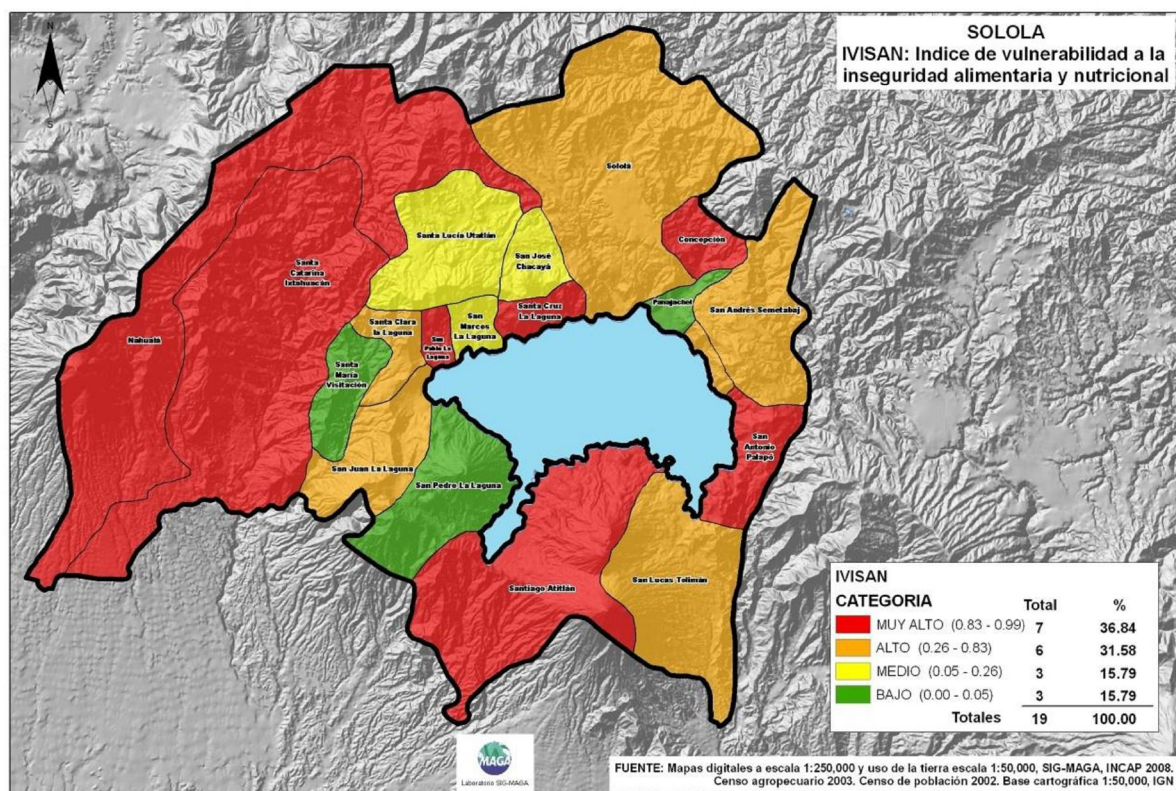 SOLOLA
IVISAN: Indice de vulnerabilidad a la
inseguridad alimentaria y nutricional
N
S
Sololá
Concepción
Santa Lucía Utatlán
San José
Chacayá
Santa
Catarina
Ixtahuacán
Panajachel
San Andrés Semetabaj
Santa Cruz
La Laguna
Santa Clara
la Laguna
San
Marcos
La Laguna
San
Pablo La
Laguna
Nahualá
Santa
María
Visitación
San
Antonio
Palopó
San Juan La Laguna
San Pedro La Laguna
Santiago Atitlán
San Lucas Tolimán
IVISAN
CATEGORIA Total %
MUY ALTO (0.83 - 0.99) 7 36.84
ALTO (0.26 - 0.83) 6 31.58
MEDIO (0.05 - 0.26) 3 15.79
BAJO (0.00 - 0.05) 3 15.79
Totales 19 100.00
MAGA
Laboratorio SIG-MAGA
FUENTE: Mapas digitales a escala 1:250,000 y uso de la tierra escala 1:50,000, SIG-MAGA, INCAP 2008.
Censo agropecuario 2003. Censo de población 2002. Base cartográfica 1:50,000, IGN